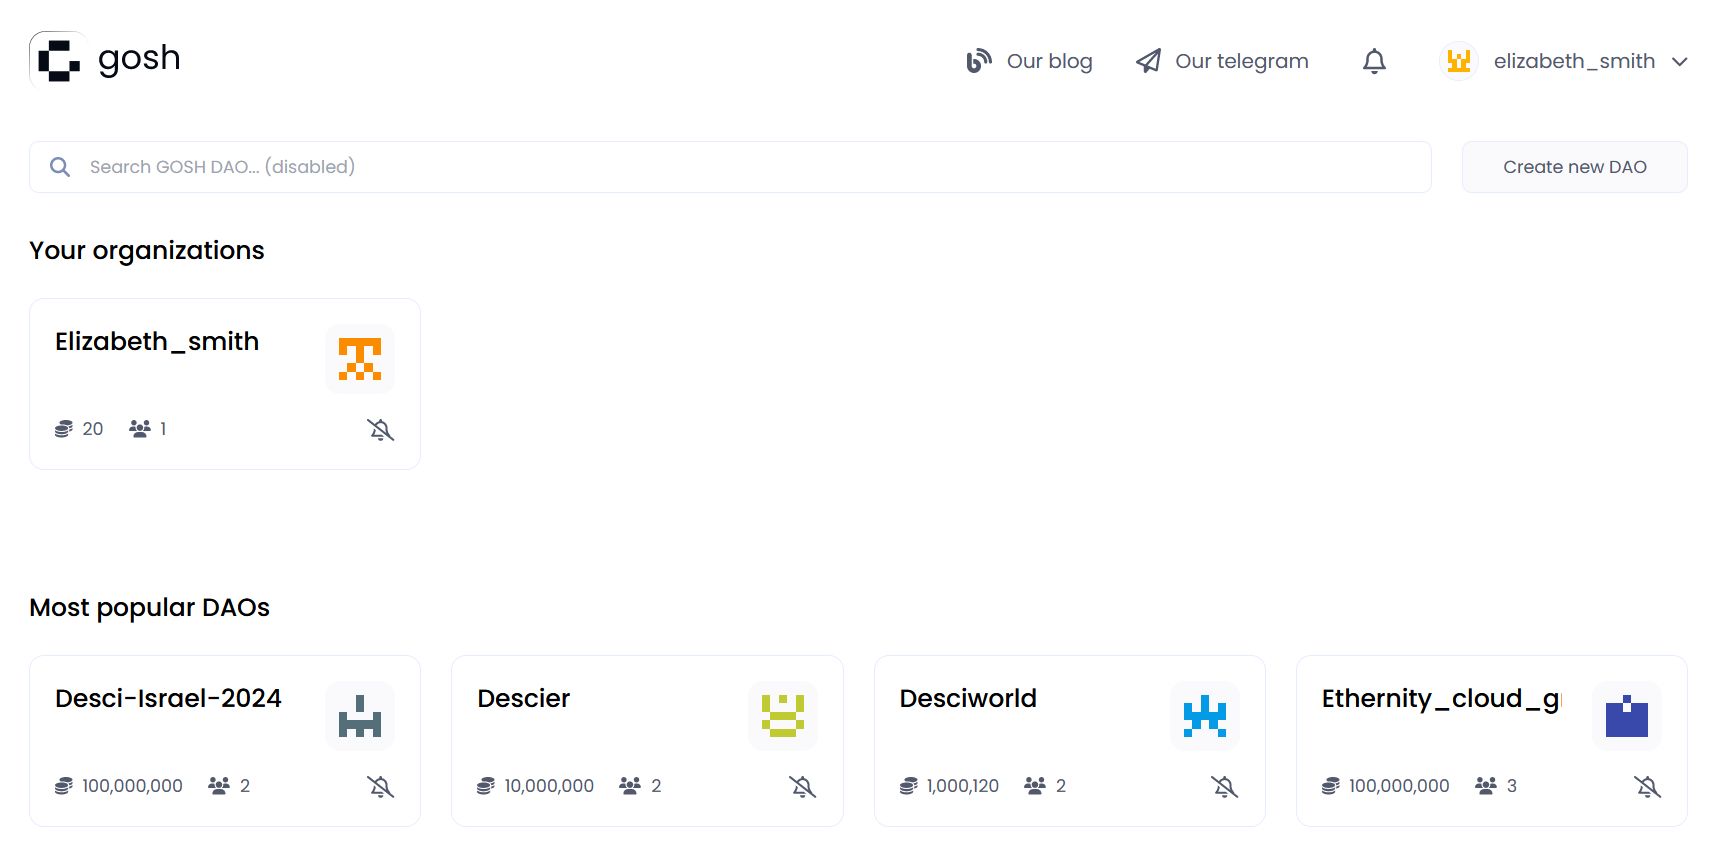 gosh
Our blog
Our telegram
elizabeth_smith
Search GOSH DAO... (disabled)
Create new DAO
Your organizations
Elizabeth_smith
20 1
Most popular DAOs
Desci-Israel-2024
100,000,000 2
Descier
10,000,000 2
Desciworld
1,000,120 2
Ethernity_cloud_g
100,000,000 3